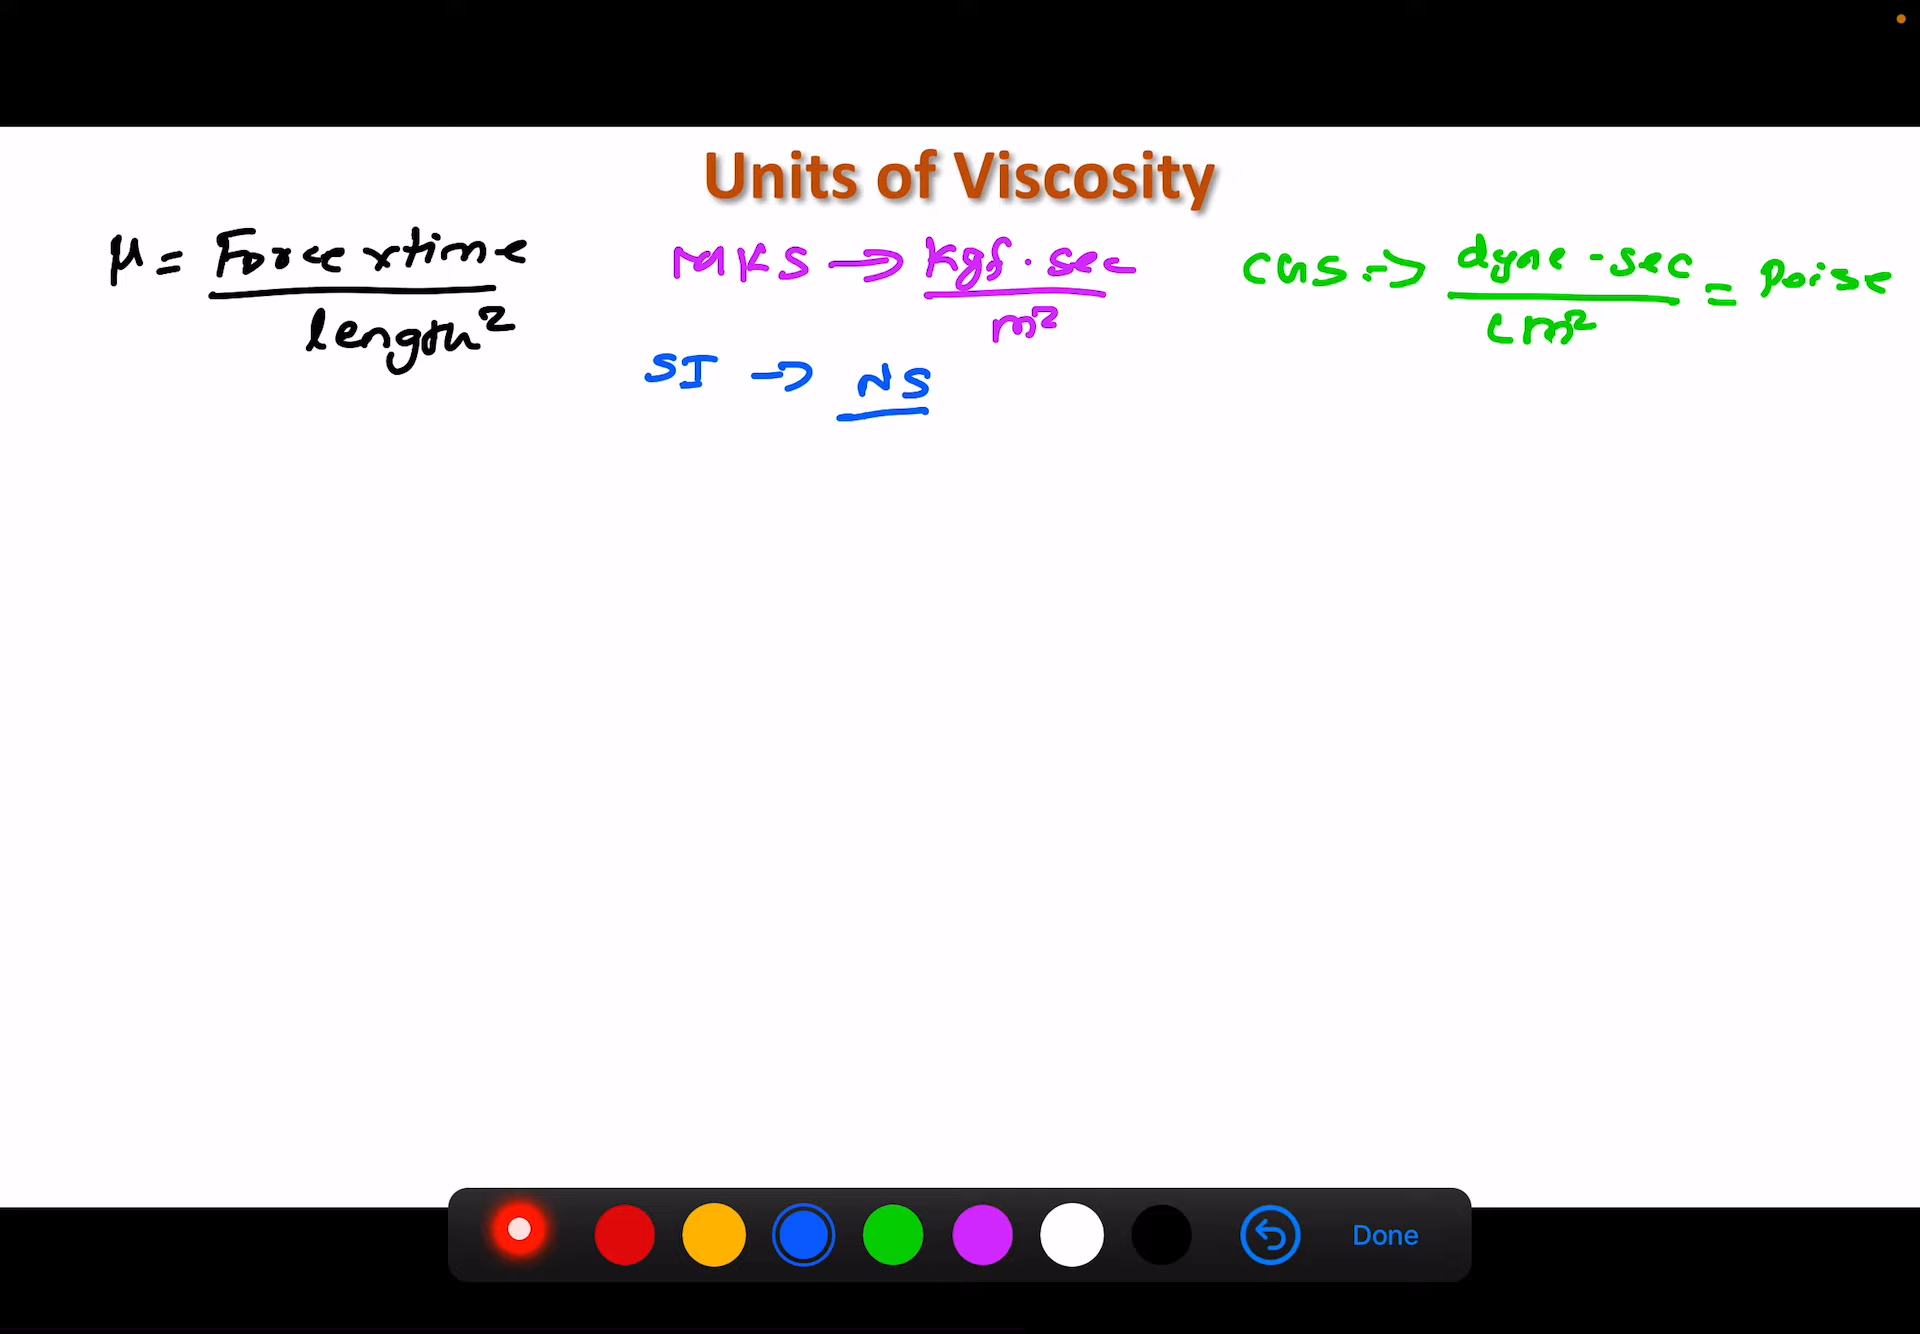 Units of Viscosity
μ = Force x time / length²
MKS → kgf · sec / m²
CGS :→ dyne - sec / cm² = poise
SI → NS
Done